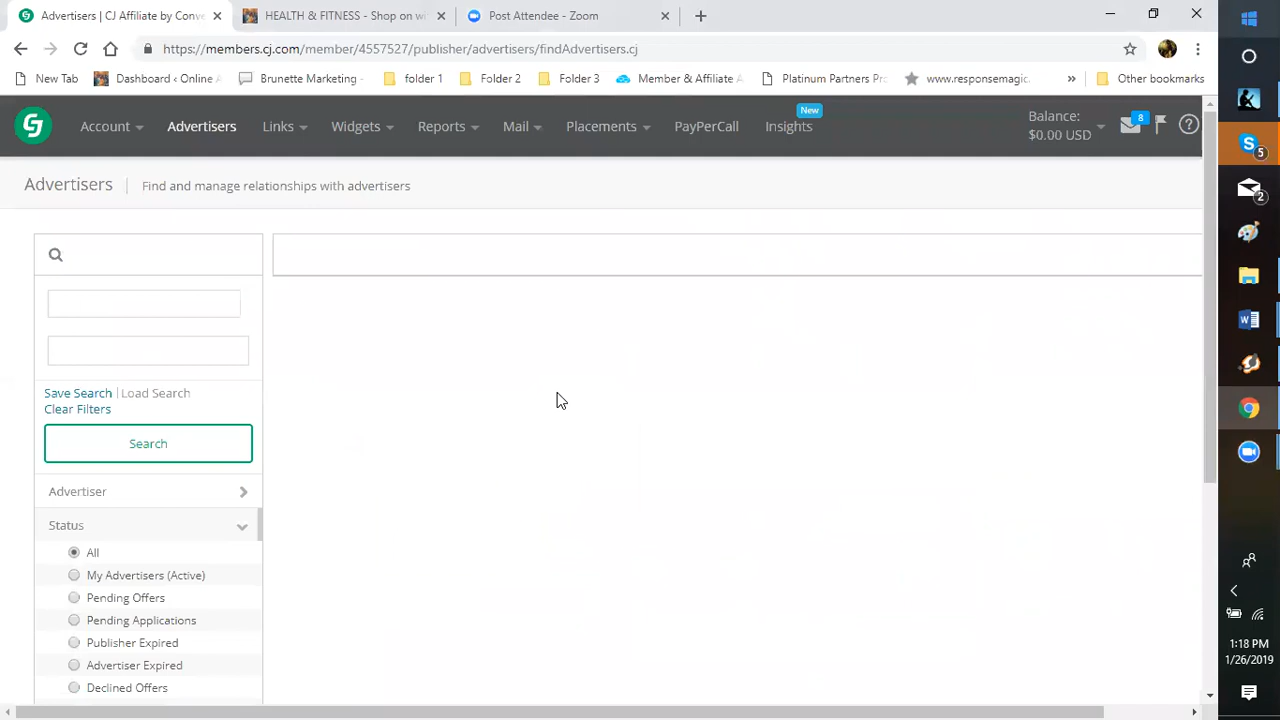 Advertisers | CJ Affiliate by Conve
HEALTH & FITNESS - Shop on wi
Post Attendee - Zoom
https://members.cj.com/member/4557527/publisher/advertisers/findAdvertisers.cj
New Tab
Dashboard ‹ Online A
Brunette Marketing -
folder 1
Folder 2
Folder 3
Member & Affiliate A
Platinum Partners Pr
www.responsemagic.
»
Other bookmarks
Account
Advertisers
Links
Widgets
Reports
Mail
Placements
PayPerCall
New
Insights
Balance:
$0.00 USD
8
Advertisers
Find and manage relationships with advertisers
Save Search | Load Search
Clear Filters
Search
Advertiser
Status
All
My Advertisers (Active)
Pending Offers
Pending Applications
Publisher Expired
Advertiser Expired
Declined Offers
5
2
1:18 PM
1/26/2019